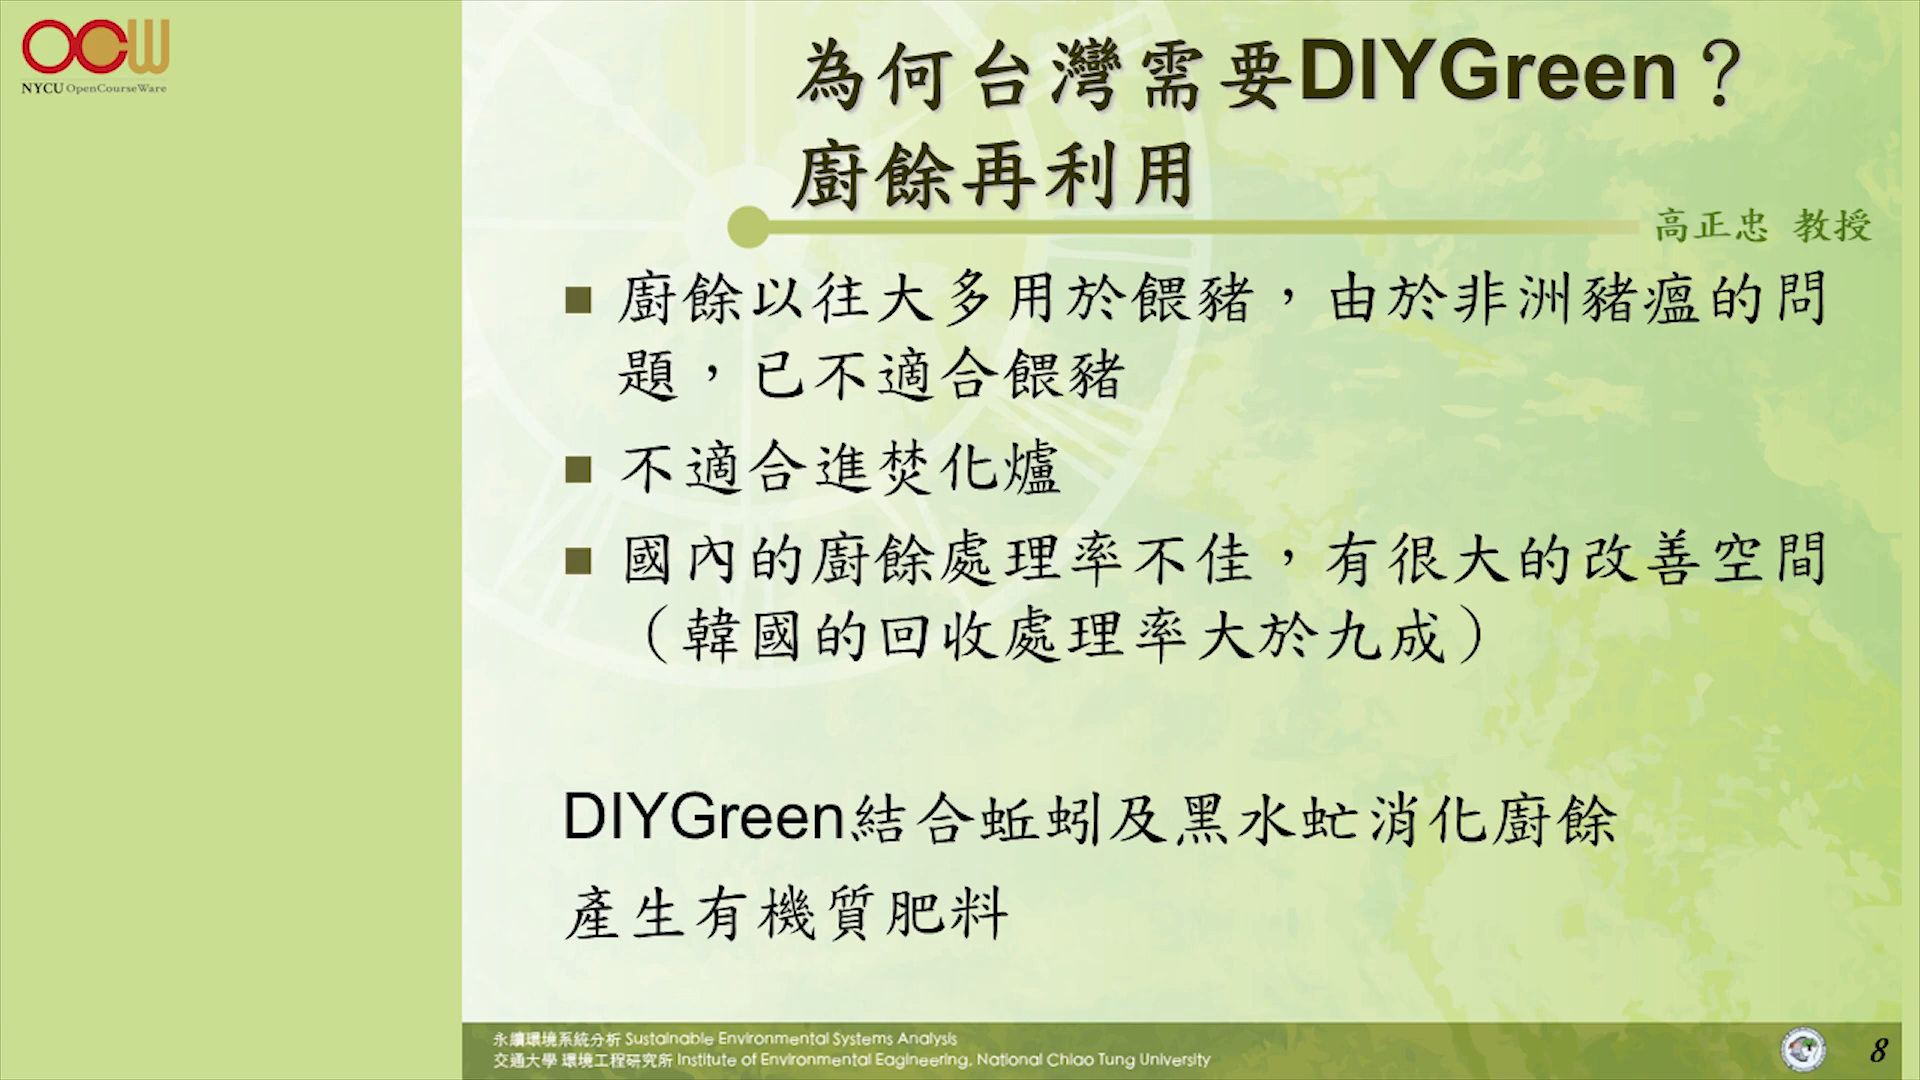 OCW
NYCU OpenCourseWare
為何台灣需要DIYGreen？
廚餘再利用
高正忠 教授
廚餘以往大多用於餵豬，由於非洲豬瘟的問
題，已不適合餵豬
不適合進焚化爐
國內的廚餘處理率不佳，有很大的改善空間
（韓國的回收處理率大於九成）
DIYGreen結合蚯蚓及黑水虻消化廚餘
產生有機質肥料
永續環境系統分析 Sustainable Environmental Systems Analysis
交通大學 環境工程研究所 Institute of Environmental Eagineering, National Chiao Tung University
8